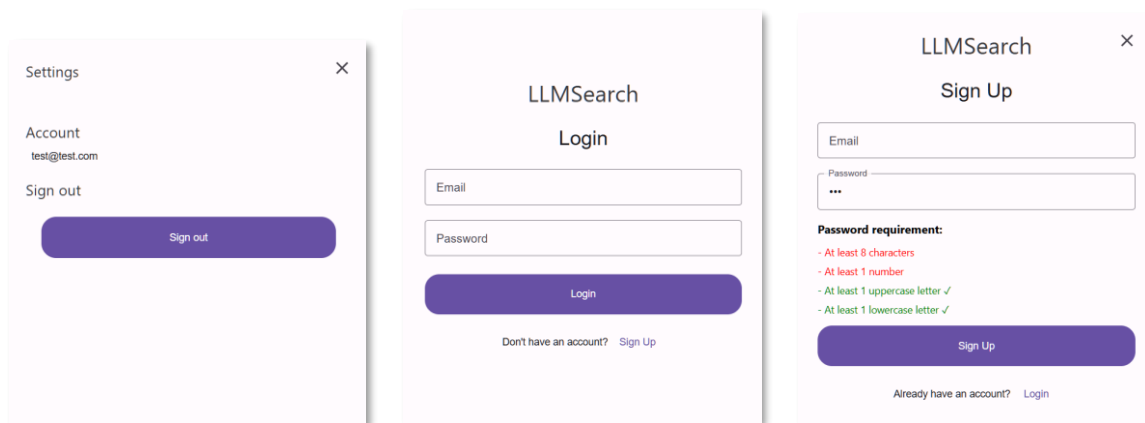 Settings
Account
test@test.com
Sign out
Sign out
LLMSearch
Login
Email
Password
Login
Don't have an account? Sign Up
LLMSearch
Sign Up
Email
Password
•••
Password requirement:
- At least 8 characters
- At least 1 number
- At least 1 uppercase letter ✓
- At least 1 lowercase letter ✓
Sign Up
Already have an account? Login